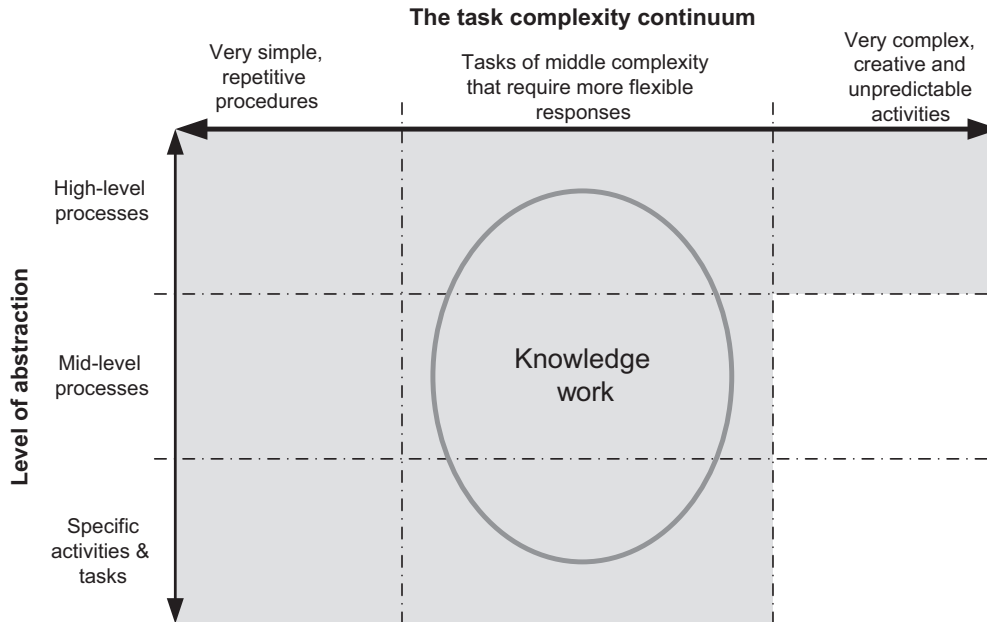 The task complexity continuum
Very simple,
repetitive
procedures
Tasks of middle complexity
that require more flexible
responses
Very complex,
creative and
unpredictable
activities
Level of abstraction
High-level
processes
Mid-level
processes
Specific
activities &
tasks
Knowledge
work